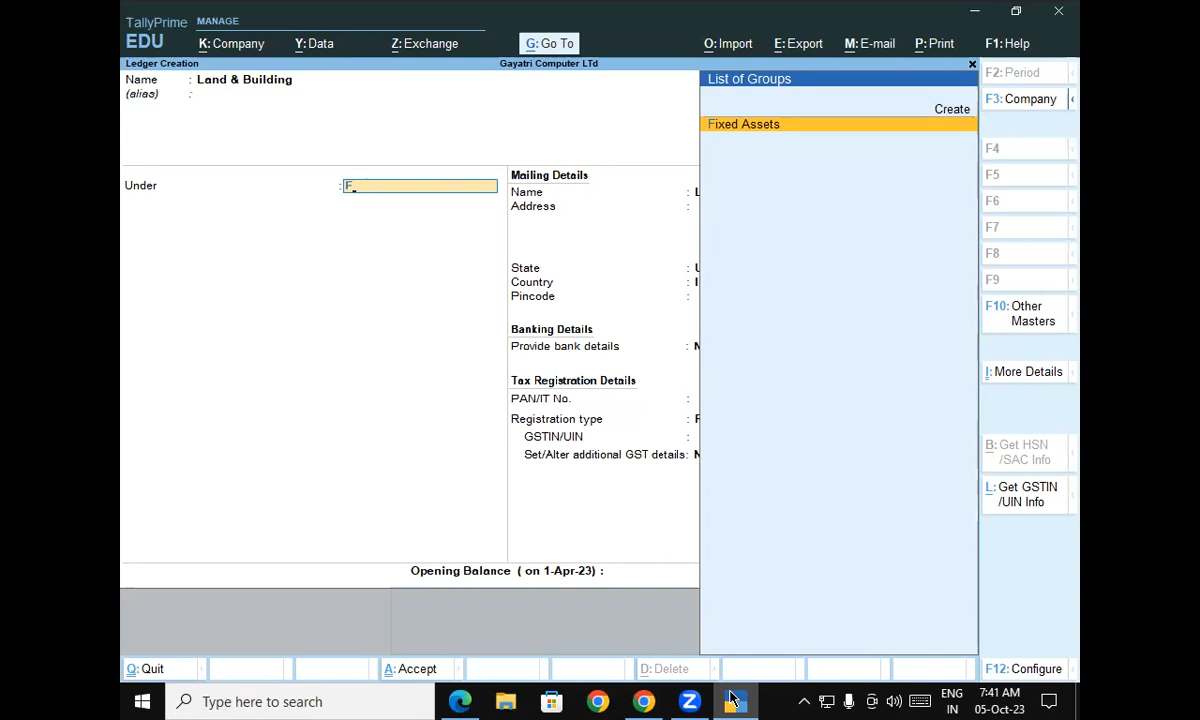 TallyPrime MANAGE
EDU K: Company Y: Data Z: Exchange G: Go To O: Import E: Export M: E-mail P: Print F1: Help
Ledger Creation Gayatri Computer LTd
Name : Land & Building
(alias) :
List of Groups
Create
Fixed Assets
Under : F
Mailing Details
Name : L
Address :
State : U
Country : I
Pincode :
Banking Details
Provide bank details : N
Tax Registration Details
PAN/IT No. :
Registration type :
GSTIN/UIN :
Set/Alter additional GST details: N
Opening Balance ( on 1-Apr-23) :
F2: Period
F3: Company
F4
F5
F6
F7
F8
F9
F10: Other
Masters
I: More Details
B: Get HSN
/SAC Info
L: Get GSTIN
/UIN Info
Q: Quit A: Accept D: Delete F12: Configure
Type here to search
ENG
IN
7:41 AM
05-Oct-23